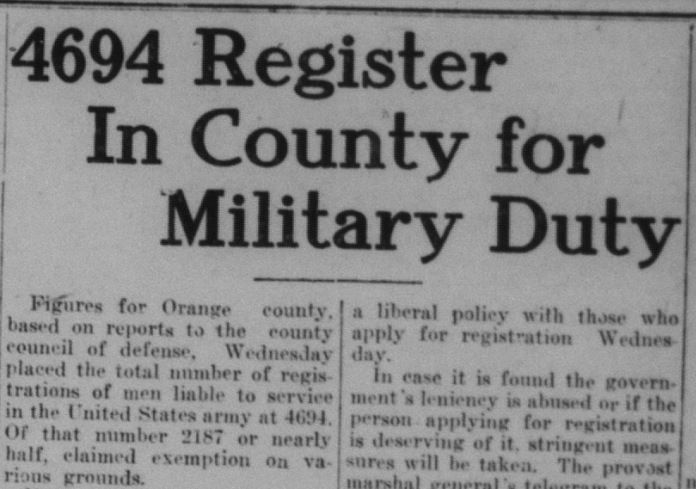 4694 Register
In County for
Military Duty
Figures for Orange county,
based on reports to the county
council of defense, Wednesday
placed the total number of regis-
trations of men liable to service
in the United States army at 4694.
Of that number 2187 or nearly
half, claimed exemption on va-
rious grounds.
a liberal policy with those who
apply for registration Wednes-
day.
In case it is found the govern-
ment's leniency is abused or if the
person applying for registration
is deserving of it, stringent meas-
sures will be taken. The provost
marshal general's telegram to the